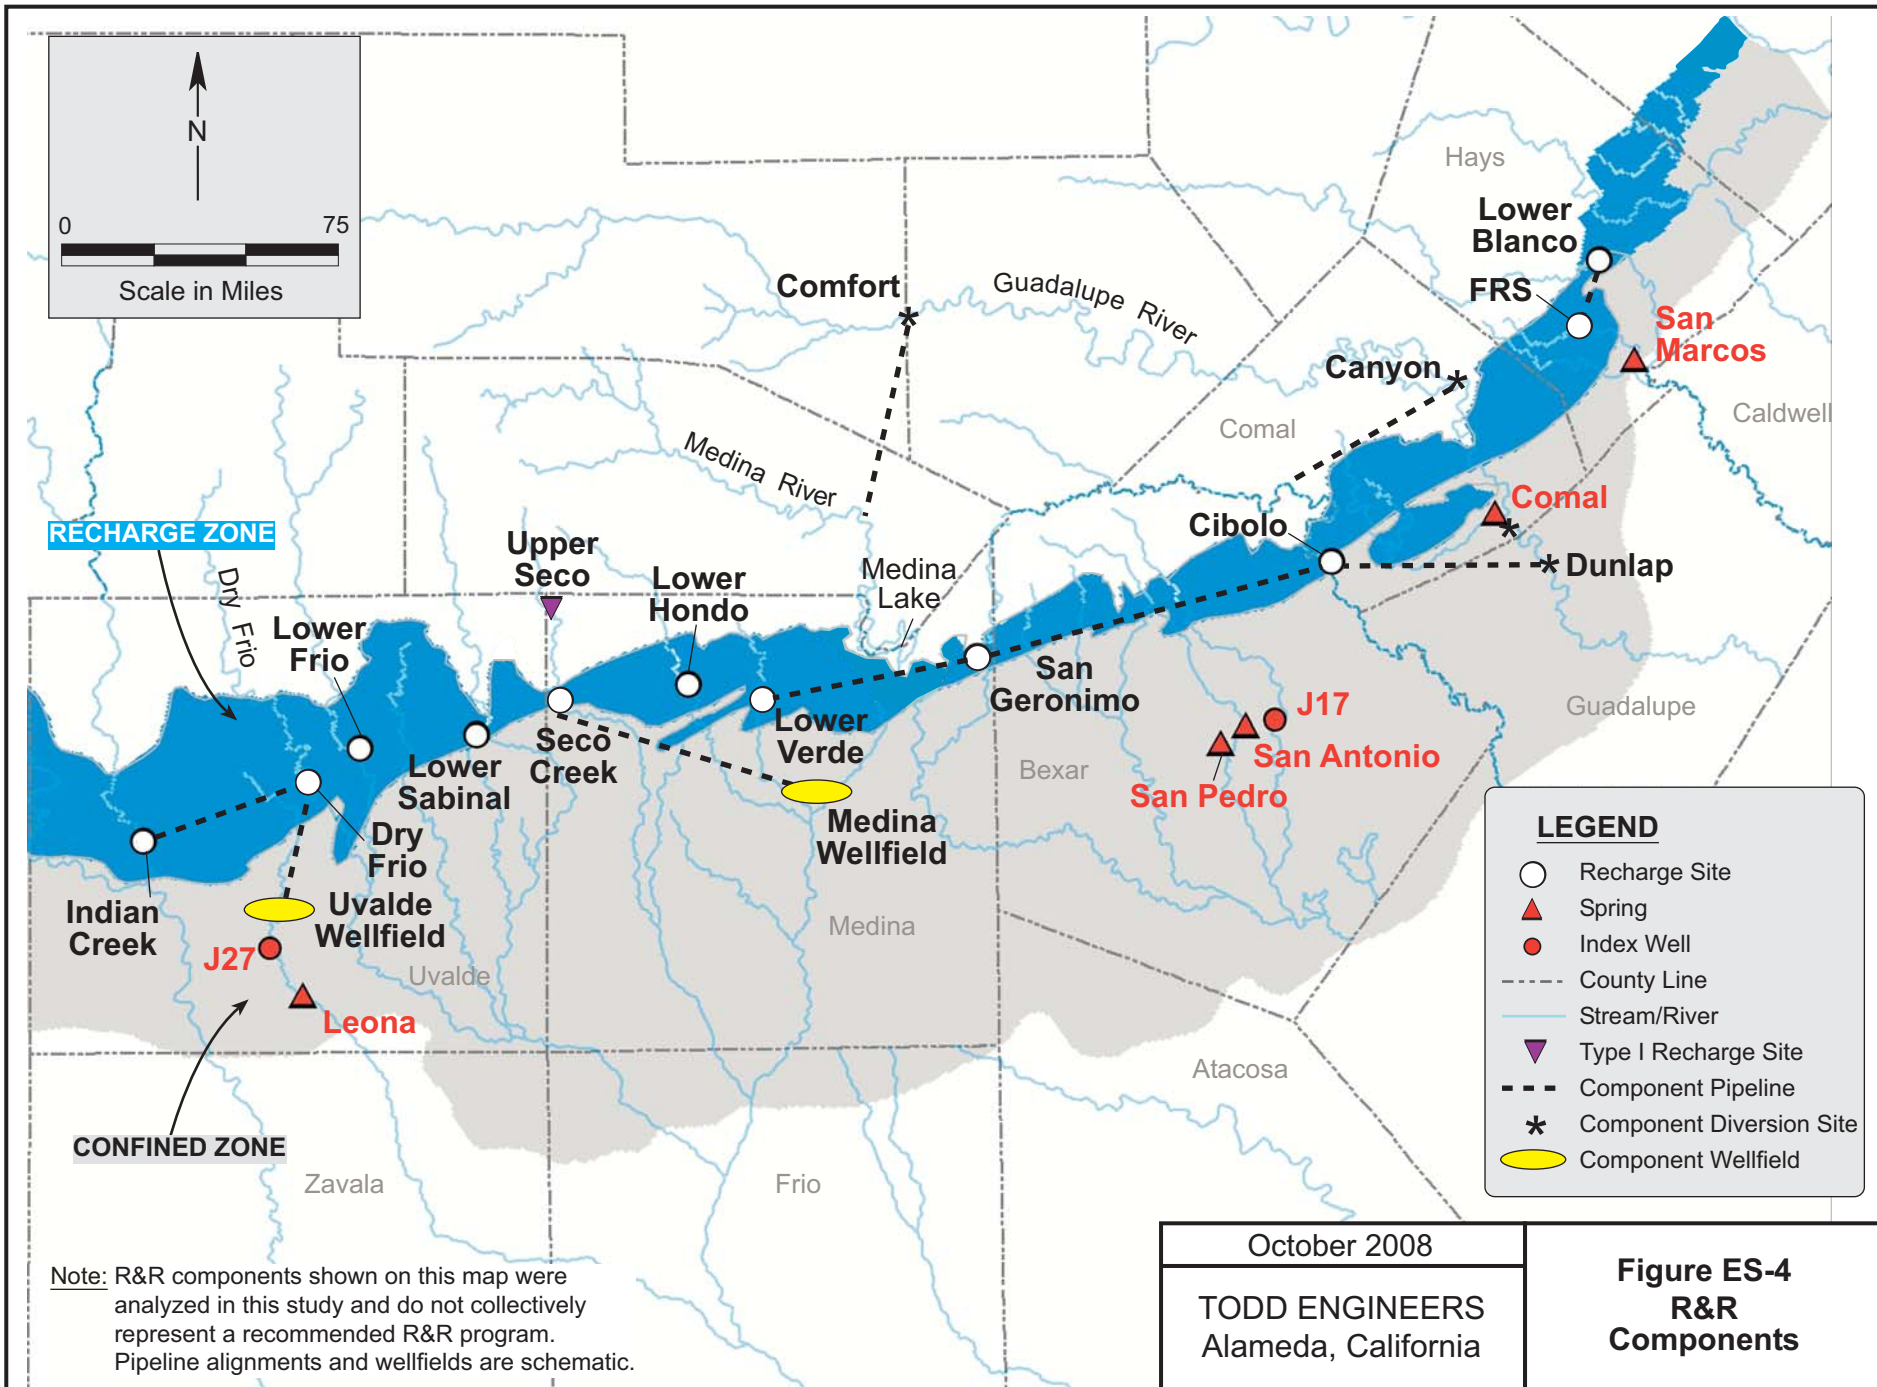 N
0 75
Scale in Miles
Hays
Lower
Blanco
FRS
San
Marcos
Comfort
Guadalupe River
Canyon
Caldwell
Comal
Medina River
Comal
Cibolo
Dunlap
RECHARGE ZONE
Dry Frio
Upper
Seco
Lower
Hondo
Medina
Lake
Lower
Frio
San
Geronimo
J17
Guadalupe
Lower
Verde
Seco
Creek
Lower
Sabinal
San Antonio
Bexar
San Pedro
Dry
Frio
Medina
Wellfield
Indian
Creek
Uvalde
Wellfield
Medina
J27
Uvalde
Leona
Atacosa
CONFINED ZONE
Zavala
Frio
LEGEND
Recharge Site
Spring
Index Well
County Line
Stream/River
Type I Recharge Site
Component Pipeline
Component Diversion Site
Component Wellfield
Note: R&R components shown on this map were
analyzed in this study and do not collectively
represent a recommended R&R program.
Pipeline alignments and wellfields are schematic.
October 2008
TODD ENGINEERS
Alameda, California
Figure ES-4
R&R
Components